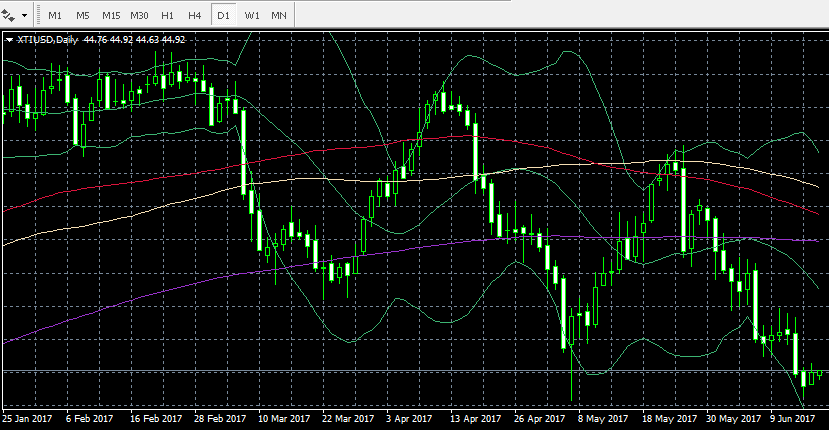 M1 M5 M15 M30 H1 H4 D1 W1 MN
XTIUSD,Daily 44.76 44.92 44.63 44.92
25 Jan 2017 6 Feb 2017 16 Feb 2017 28 Feb 2017 10 Mar 2017 22 Mar 2017 3 Apr 2017 13 Apr 2017 26 Apr 2017 8 May 2017 18 May 2017 30 May 2017 9 Jun 2017